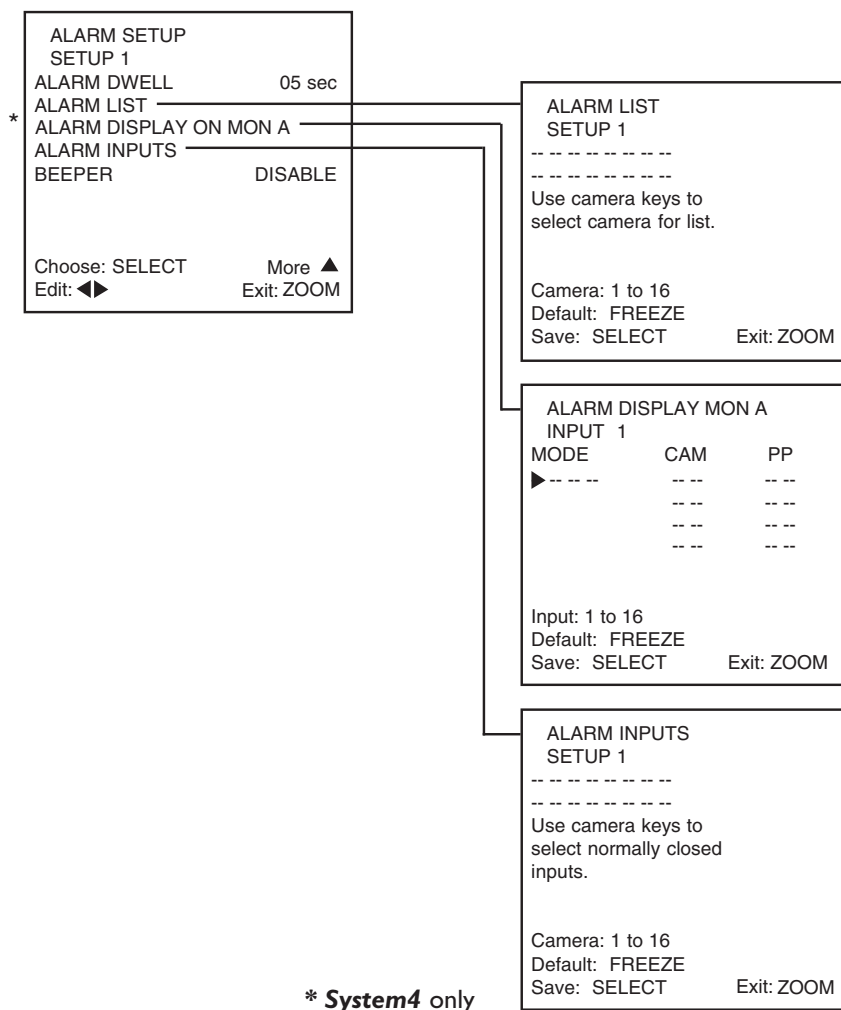 ALARM SETUP
SETUP 1
ALARM DWELL 05 sec
ALARM LIST
* ALARM DISPLAY ON MON A
ALARM INPUTS
BEEPER DISABLE
Choose: SELECT More ▲
Edit: ◀▶ Exit: ZOOM
ALARM LIST
SETUP 1
-- -- -- -- -- -- -- --
-- -- -- -- -- -- -- --
Use camera keys to
select camera for list.
Camera: 1 to 16
Default: FREEZE
Save: SELECT Exit: ZOOM
ALARM DISPLAY MON A
INPUT 1
MODE CAM PP
▶ -- -- -- -- -- -- --
-- -- -- --
-- -- -- --
-- -- -- --
Input: 1 to 16
Default: FREEZE
Save: SELECT Exit: ZOOM
ALARM INPUTS
SETUP 1
-- -- -- -- -- -- -- --
-- -- -- -- -- -- -- --
Use camera keys to
select normally closed
inputs.
Camera: 1 to 16
Default: FREEZE
Save: SELECT Exit: ZOOM
* System4 only